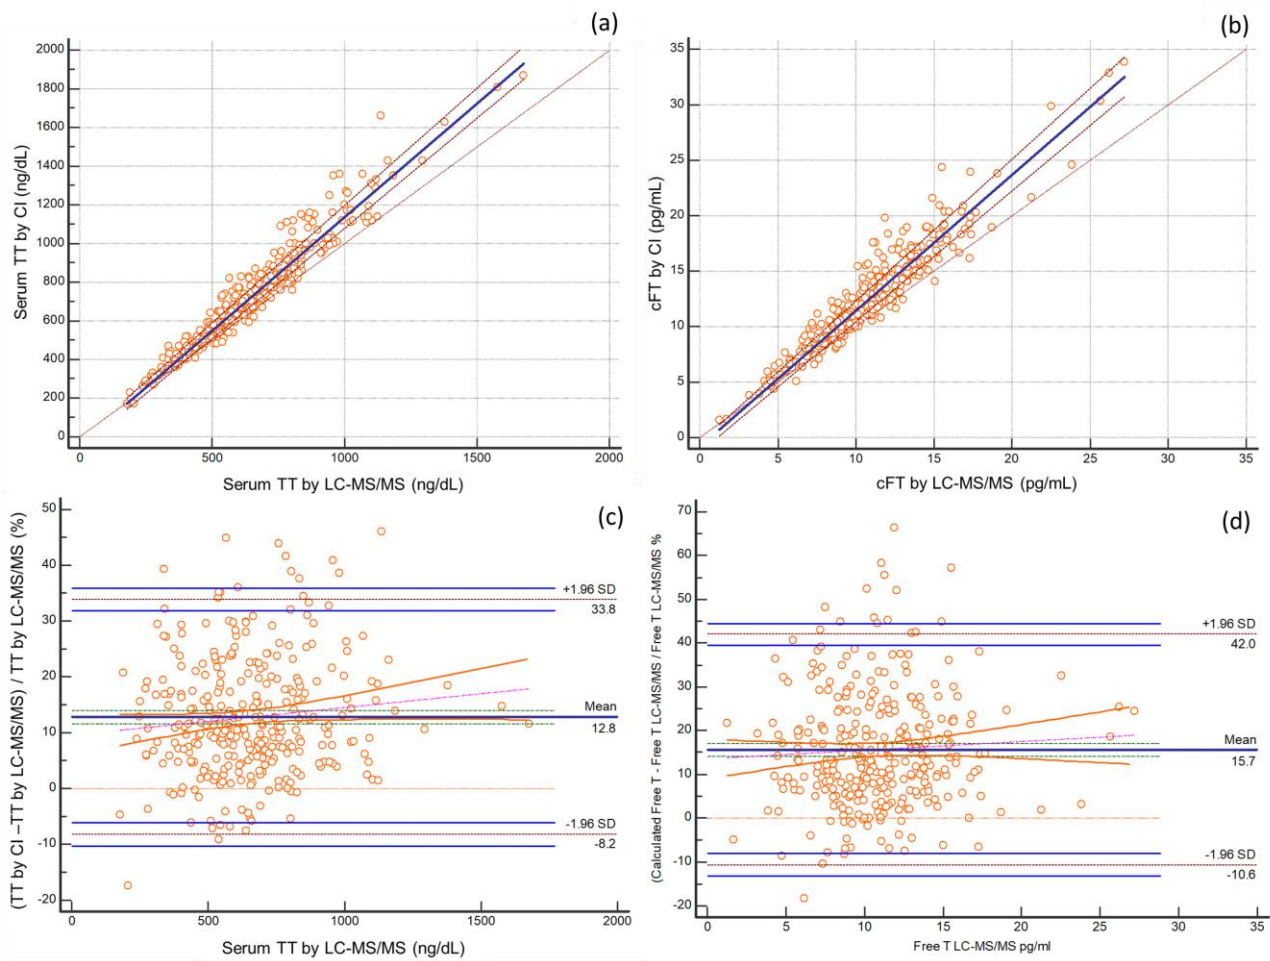 (a)
2000
1800
1600
1400
1200
1000
800
600
400
200
0
Serum TT by CI (ng/dL)
0 500 1000 1500 2000
Serum TT by LC-MS/MS (ng/dL)
(b)
35
30
25
20
15
10
5
0
cFT by CI (pg/mL)
0 5 10 15 20 25 30 35
cFT by LC-MS/MS (pg/mL)
(c)
50
40
30
20
10
0
-10
-20
(TT by CI –TT by LC-MS/MS) / TT by LC-MS/MS (%)
+1.96 SD
33.8
Mean
12.8
-1.96 SD
-8.2
0 500 1000 1500 2000
Serum TT by LC-MS/MS (ng/dL)
(d)
70
60
50
40
30
20
10
0
-10
-20
(Calculated Free T - Free T LC-MS/MS / Free T LC-MS/MS %
+1.96 SD
42.0
Mean
15.7
-1.96 SD
-10.6
0 5 10 15 20 25 30 35
Free T LC-MS/MS pg/ml